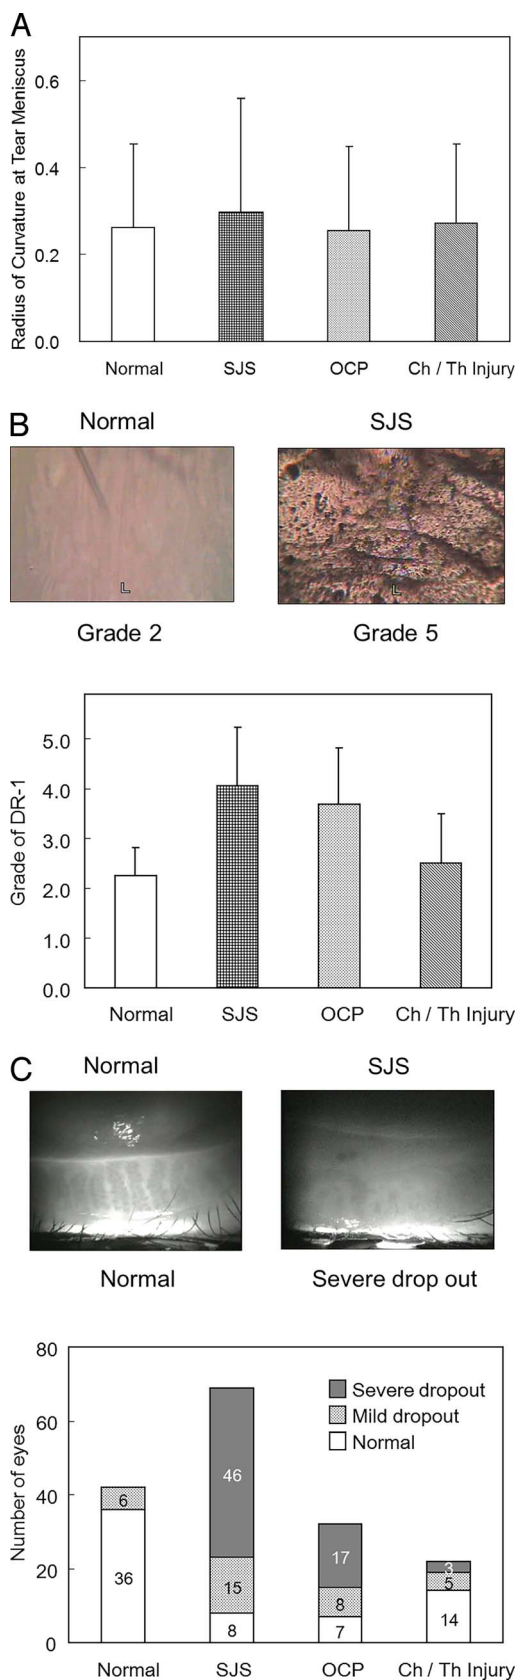 A
Radius of Curvature at Tear Meniscus
0.6
0.4
0.2
0.0
Normal SJS OCP Ch / Th Injury
B
Normal SJS
L L
Grade 2 Grade 5
Grade of DR-1
5.0
4.0
3.0
2.0
1.0
0.0
Normal SJS OCP Ch / Th Injury
C
Normal SJS
Normal Severe drop out
Number of eyes
80
60
40
20
0
Severe dropout
Mild dropout
Normal
6
36
46
15
8
17
8
7
3
5
14
Normal SJS OCP Ch / Th Injury